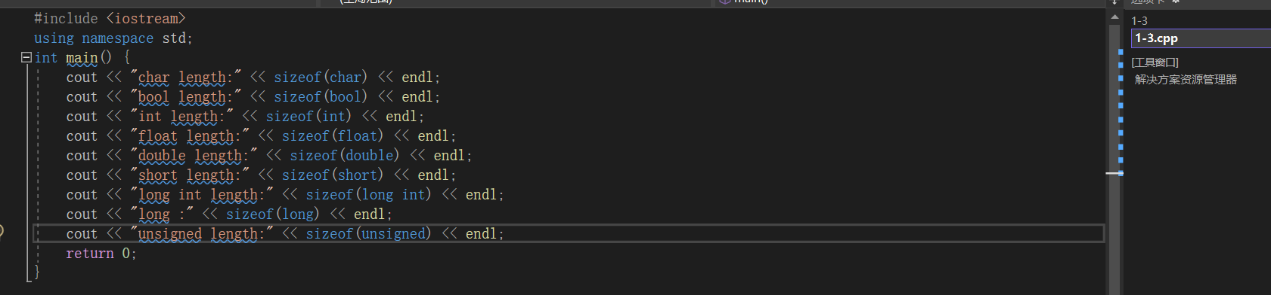 main()
#include <iostream>
using namespace std;
int main() {
cout << "char length:" << sizeof(char) << endl;
cout << "bool length:" << sizeof(bool) << endl;
cout << "int length:" << sizeof(int) << endl;
cout << "float length:" << sizeof(float) << endl;
cout << "double length:" << sizeof(double) << endl;
cout << "short length:" << sizeof(short) << endl;
cout << "long int length:" << sizeof(long int) << endl;
cout << "long :" << sizeof(long) << endl;
cout << "unsigned length:" << sizeof(unsigned) << endl;
return 0;
}
1-3
1-3.cpp
[工具窗口]
解决方案资源管理器